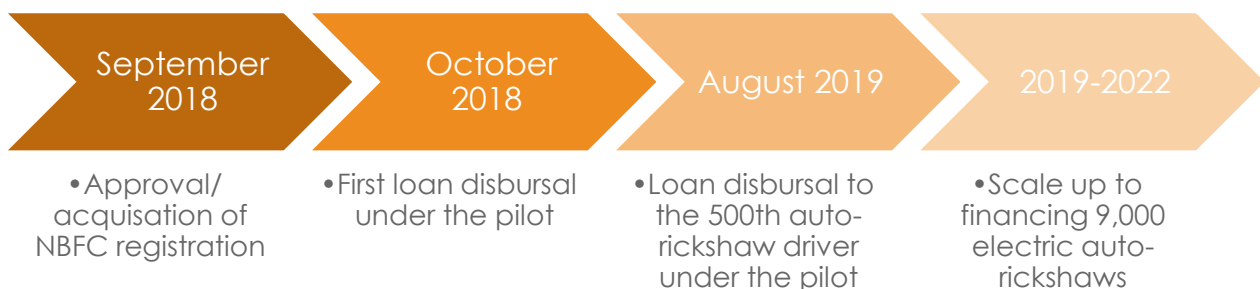 September
2018
October
2018
August 2019
2019-2022
•Approval/
acquisation of
NBFC registration
•First loan disbursal
under the pilot
•Loan disbursal to
the 500th auto-
rickshaw driver
under the pilot
•Scale up to
financing 9,000
electric auto-
rickshaws